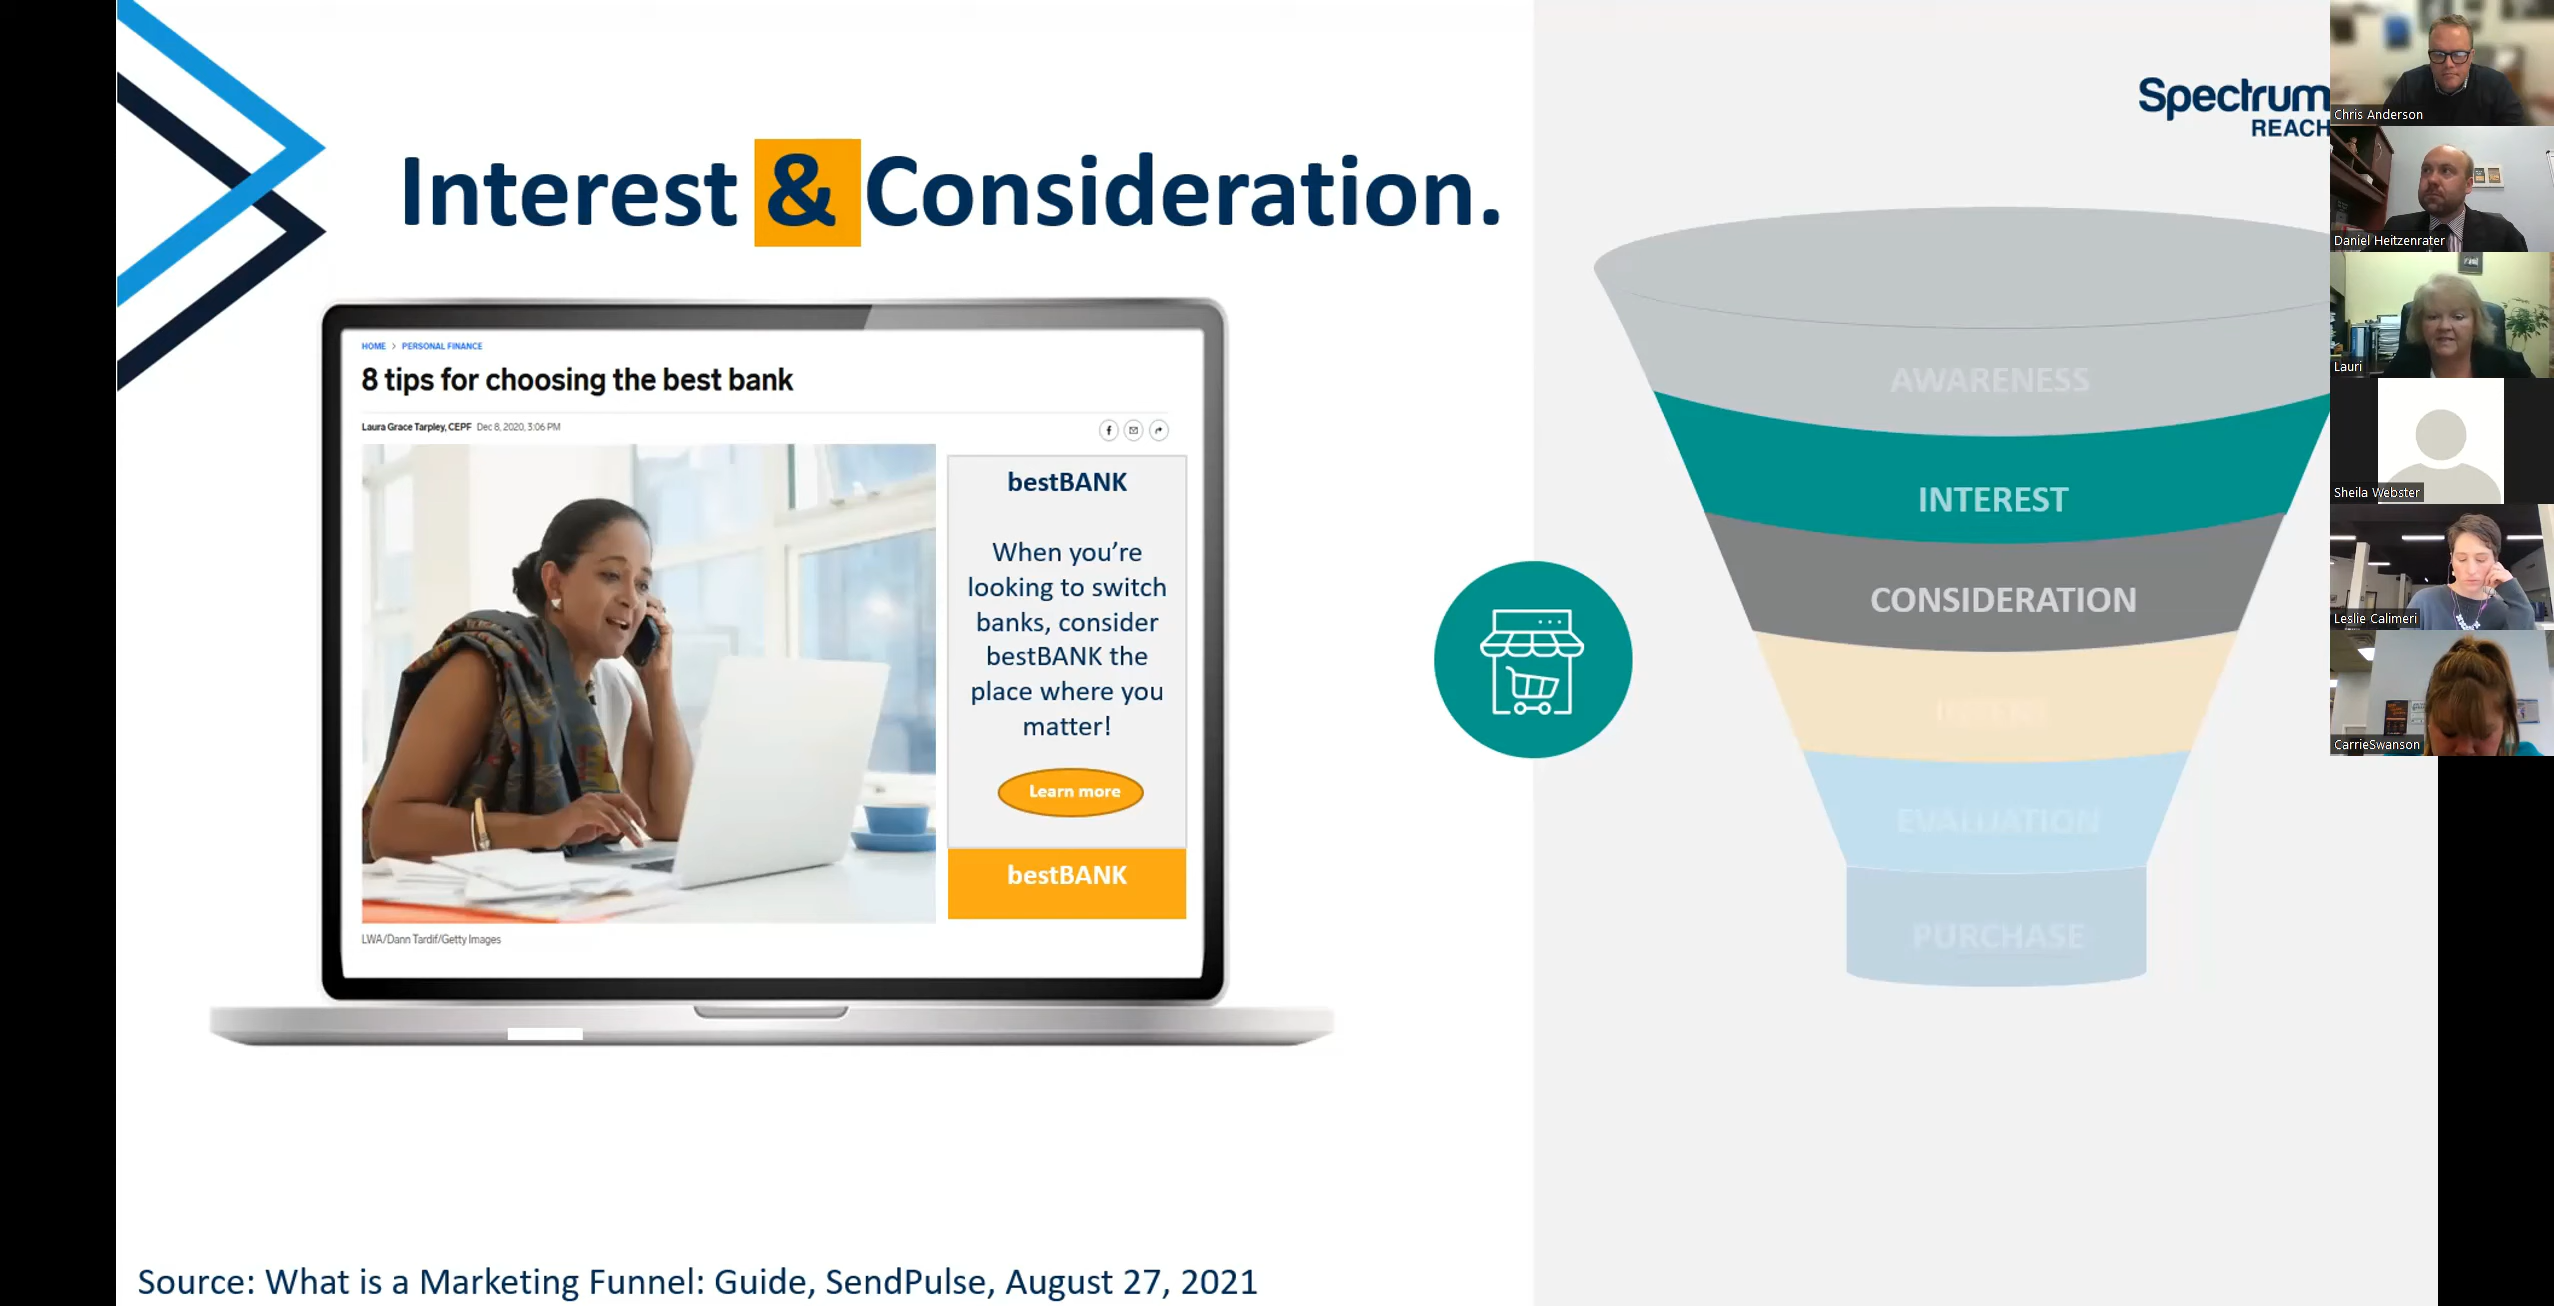 Interest & Consideration.
Spectrum
REACH
HOME > PERSONAL FINANCE
8 tips for choosing the best bank
Laura Grace Tarpley, CEPF Dec 8, 2020, 3:06 PM
bestBANK
When you're
looking to switch
banks, consider
bestBANK the
place where you
matter!
Learn more
bestBANK
LWA/Dann Tardif/Getty Images
AWARENESS
INTEREST
CONSIDERATION
INTENT
EVALUATION
PURCHASE
Source: What is a Marketing Funnel: Guide, SendPulse, August 27, 2021
Chris Anderson
Daniel Heitzenrater
Lauri
Sheila Webster
Leslie Calimeri
CarrieSwanson